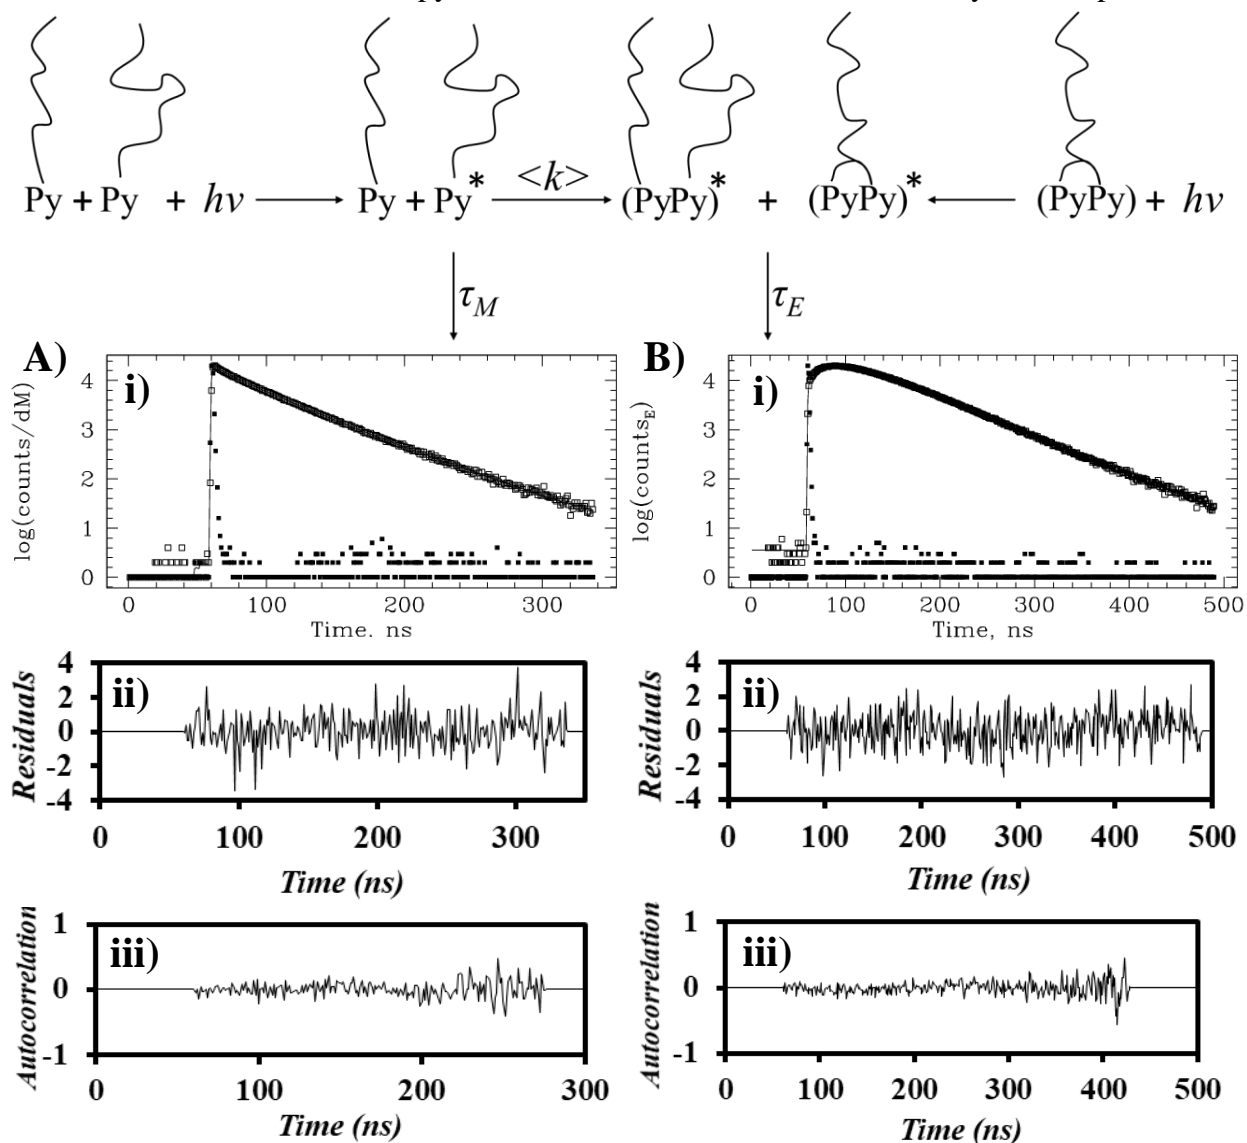 Py + Py + hν Py + Py* <k> (PyPy)* + (PyPy)* (PyPy) + hν
τM τE
A) B)
i) i)
log(counts/dM) log(countsE)
4 4
3 3
2 2
1 1
0 0
0 100 200 300 0 100 200 300 400 500
Time. ns Time, ns
ii) ii)
Residuals Residuals
4 4
2 2
0 0
-2 -2
-4 -4
0 100 200 300 0 100 200 300 400 500
Time (ns) Time (ns)
iii) iii)
Autocorrelation Autocorrelation
1 1
0 0
-1 -1
0 100 200 300 0 100 200 300 400 500
Time (ns) Time (ns)